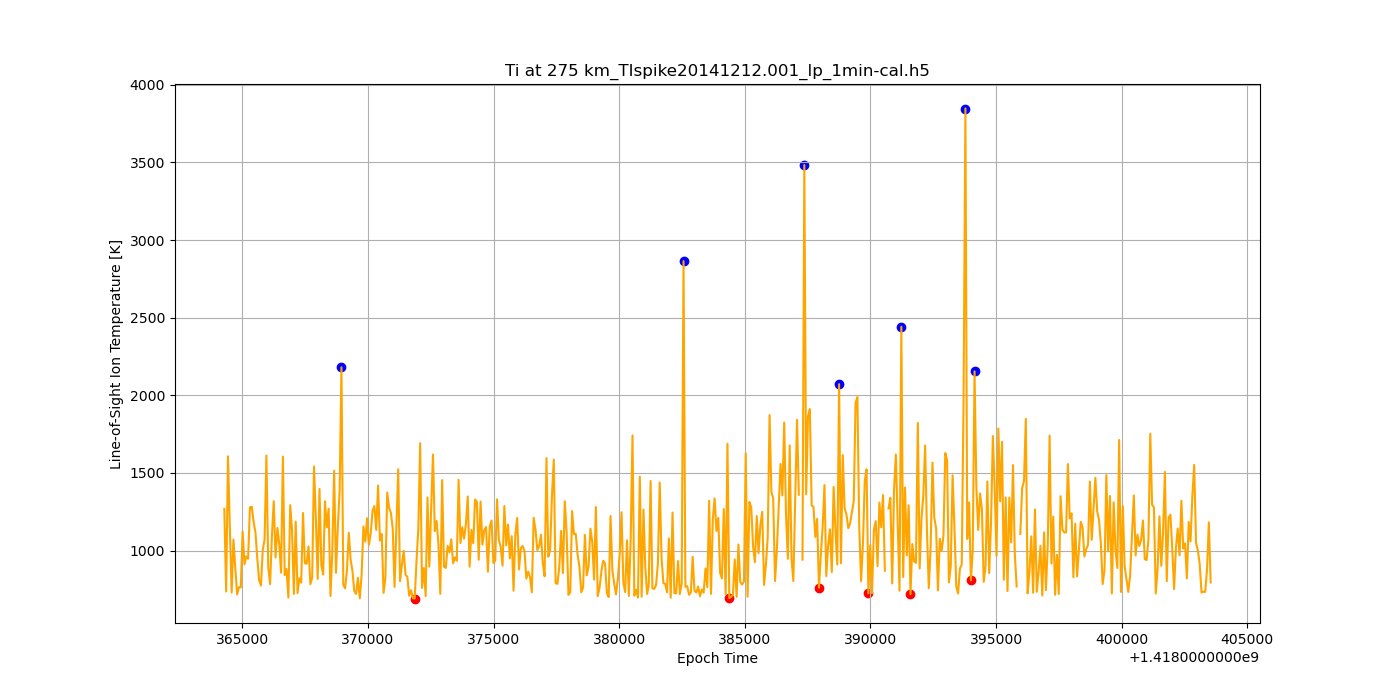 Ti at 275 km_TIspike20141212.001_lp_1min-cal.h5
Line-of-Sight Ion Temperature [K]
4000
3500
3000
2500
2000
1500
1000
365000 370000 375000 380000 385000 390000 395000 400000 405000
Epoch Time
+1.4180000000e9